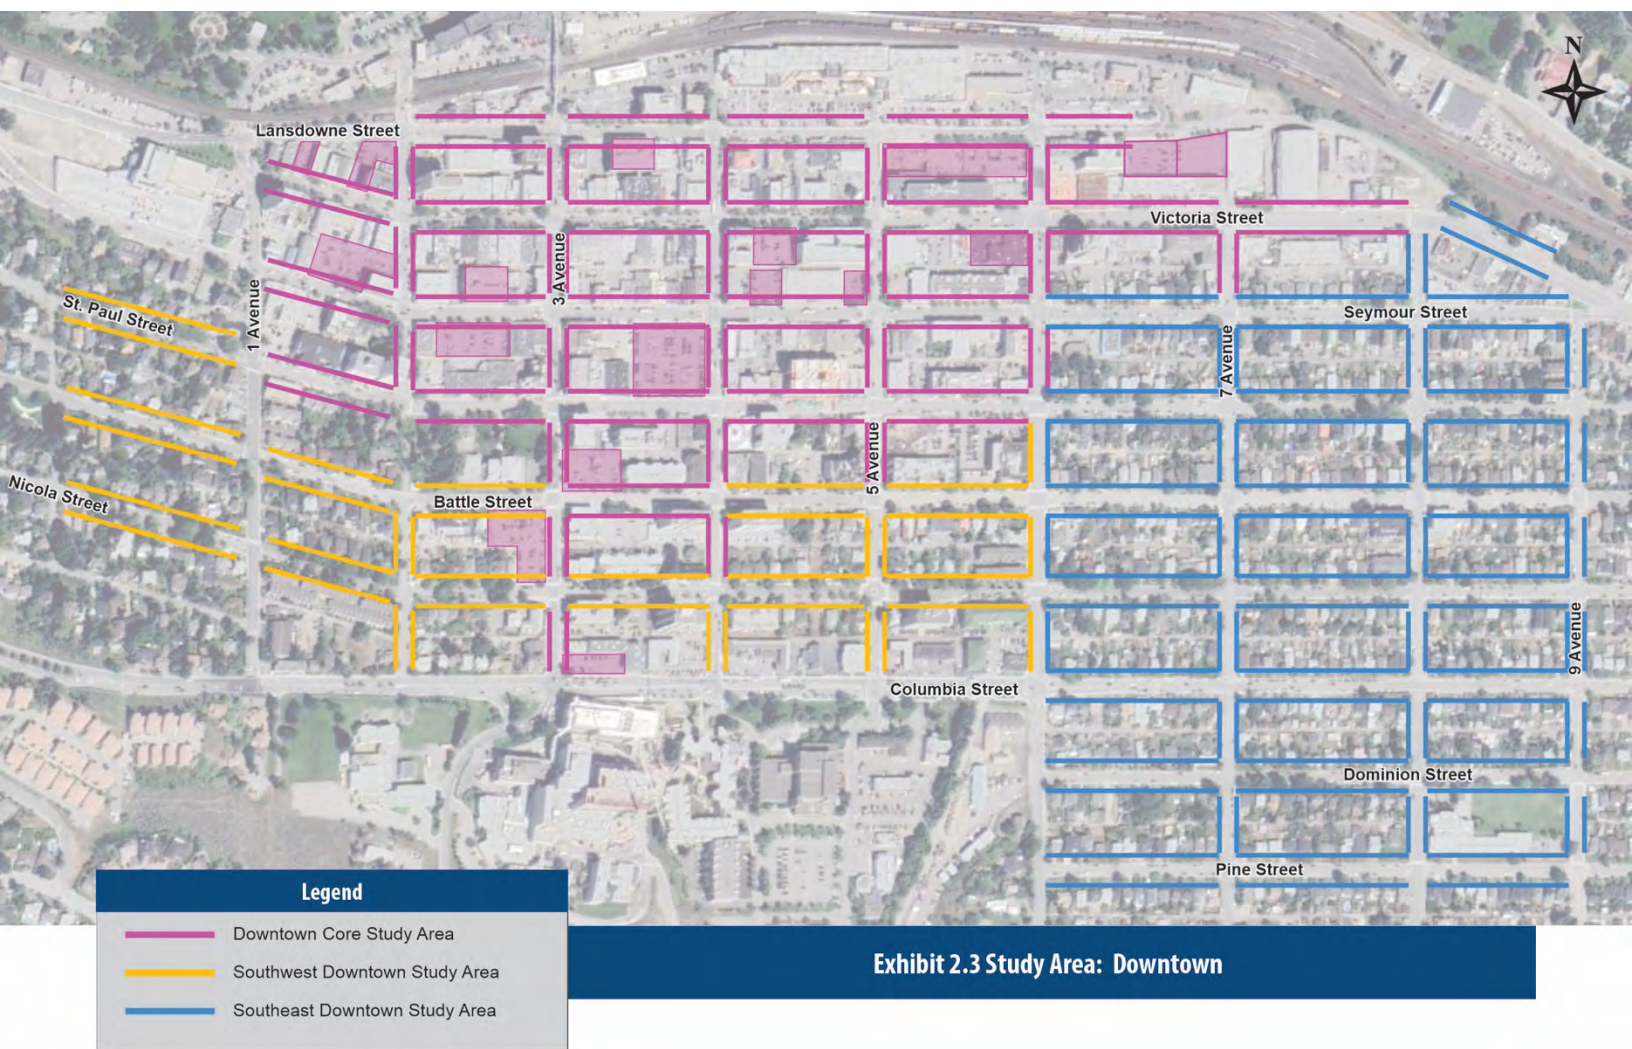 N
Lansdowne Street
Victoria Street
3 Avenue
1 Avenue
St. Paul Street
Seymour Street
7 Avenue
5 Avenue
Nicola Street
Battle Street
9 Avenue
Columbia Street
Dominion Street
Pine Street
Legend
Downtown Core Study Area
Southwest Downtown Study Area
Southeast Downtown Study Area
Exhibit 2.3 Study Area: Downtown